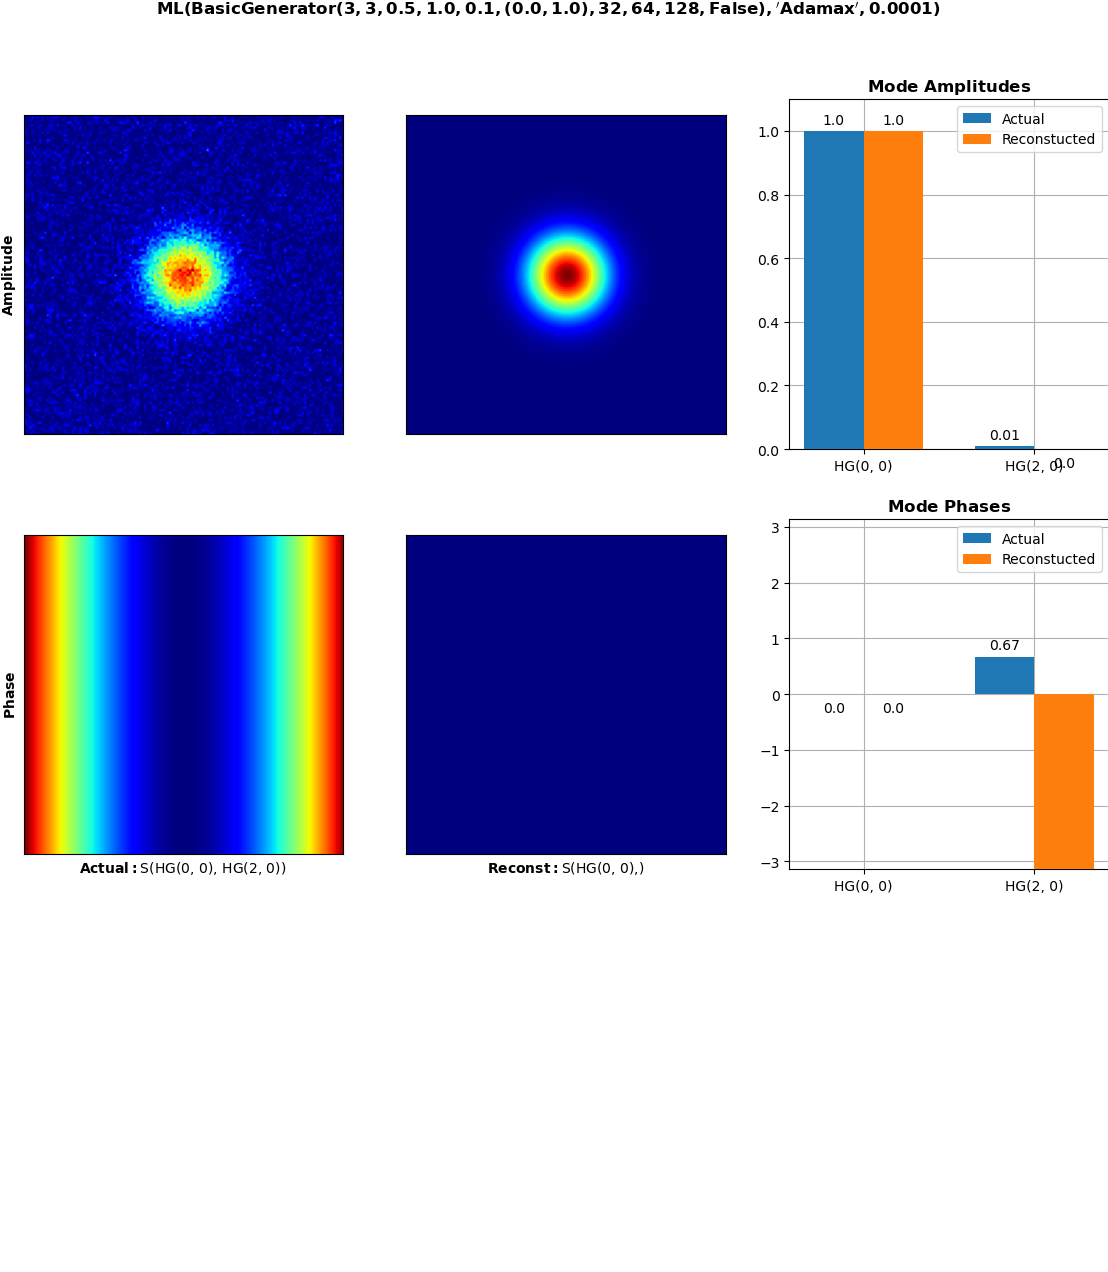 ML(BasicGenerator(3, 3, 0.5, 1.0, 0.1, (0.0, 1.0), 32, 64, 128, False), ′Adamax′, 0.0001)
Amplitude
Mode Amplitudes
1.0
1.0
Actual
Reconstucted
1.0
0.8
0.6
0.4
0.2
0.0
0.01
0.0
HG(0, 0)
HG(2, 0)
Phase
Actual: S(HG(0, 0), HG(2, 0))
Reconst: S(HG(0, 0),)
Mode Phases
Actual
Reconstucted
3
2
1
0
−1
−2
−3
0.0
0.0
0.67
HG(0, 0)
HG(2, 0)